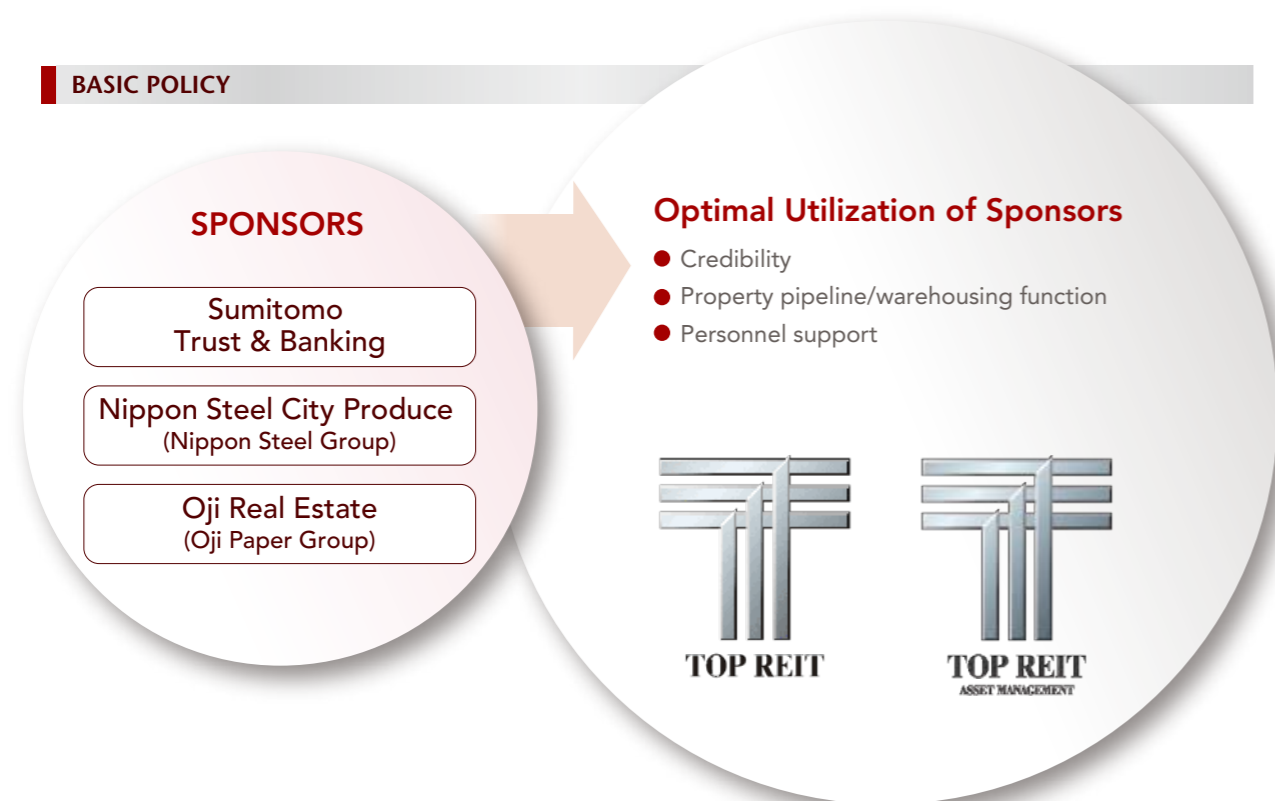 BASIC POLICY
SPONSORS
Sumitomo
Trust & Banking
Nippon Steel City Produce
(Nippon Steel Group)
Oji Real Estate
(Oji Paper Group)
Optimal Utilization of Sponsors
Credibility
Property pipeline/warehousing function
Personnel support
TOP REIT
TOP REIT
ASSET MANAGEMENT